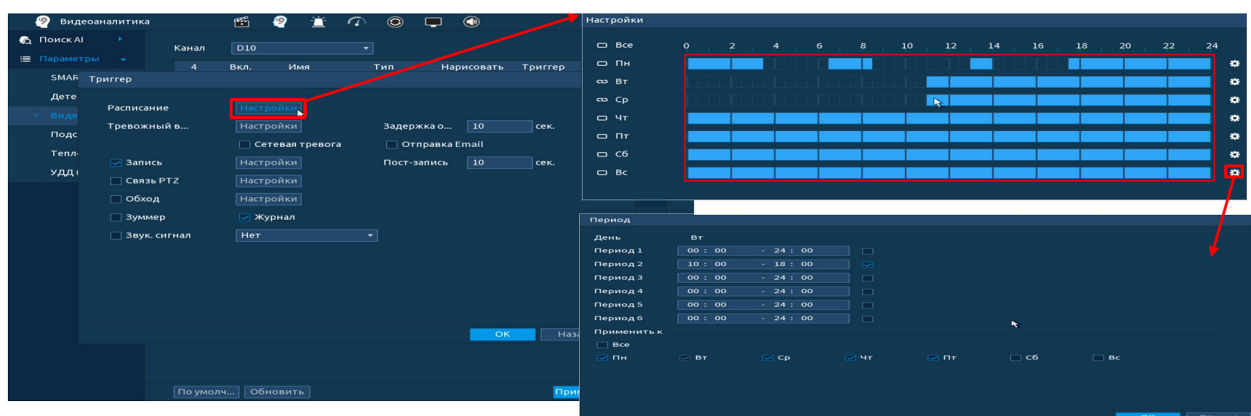 Видеоаналитика
Поиск AI
Параметры
SMAR
Дете
Виде
Подс
Тепл
УДД
Канал D10
4 Вкл. Имя Тип Нарисовать Триггер
Триггер
Расписание Настройки
Тревожный в... Настройки Задержка о... 10 сек.
Сетевая тревога Отправка Email
Запись Настройки Пост-запись 10 сек.
Связь PTZ Настройки
Обход Настройки
Зуммер Журнал
Звук. сигнал Нет
OK Наза
По умолч... Обновить При
Настройки
Все 0 2 4 6 8 10 12 14 16 18 20 22 24
Пн
Вт
Ср
Чт
Пт
Сб
Вс
Период
День Вт
Период 1 00 : 00 - 24 : 00
Период 2 10 : 00 - 18 : 00
Период 3 00 : 00 - 24 : 00
Период 4 00 : 00 - 24 : 00
Период 5 00 : 00 - 24 : 00
Период 6 00 : 00 - 24 : 00
Применить к
Все
Пн Вт Ср Чт Пт Сб Вс